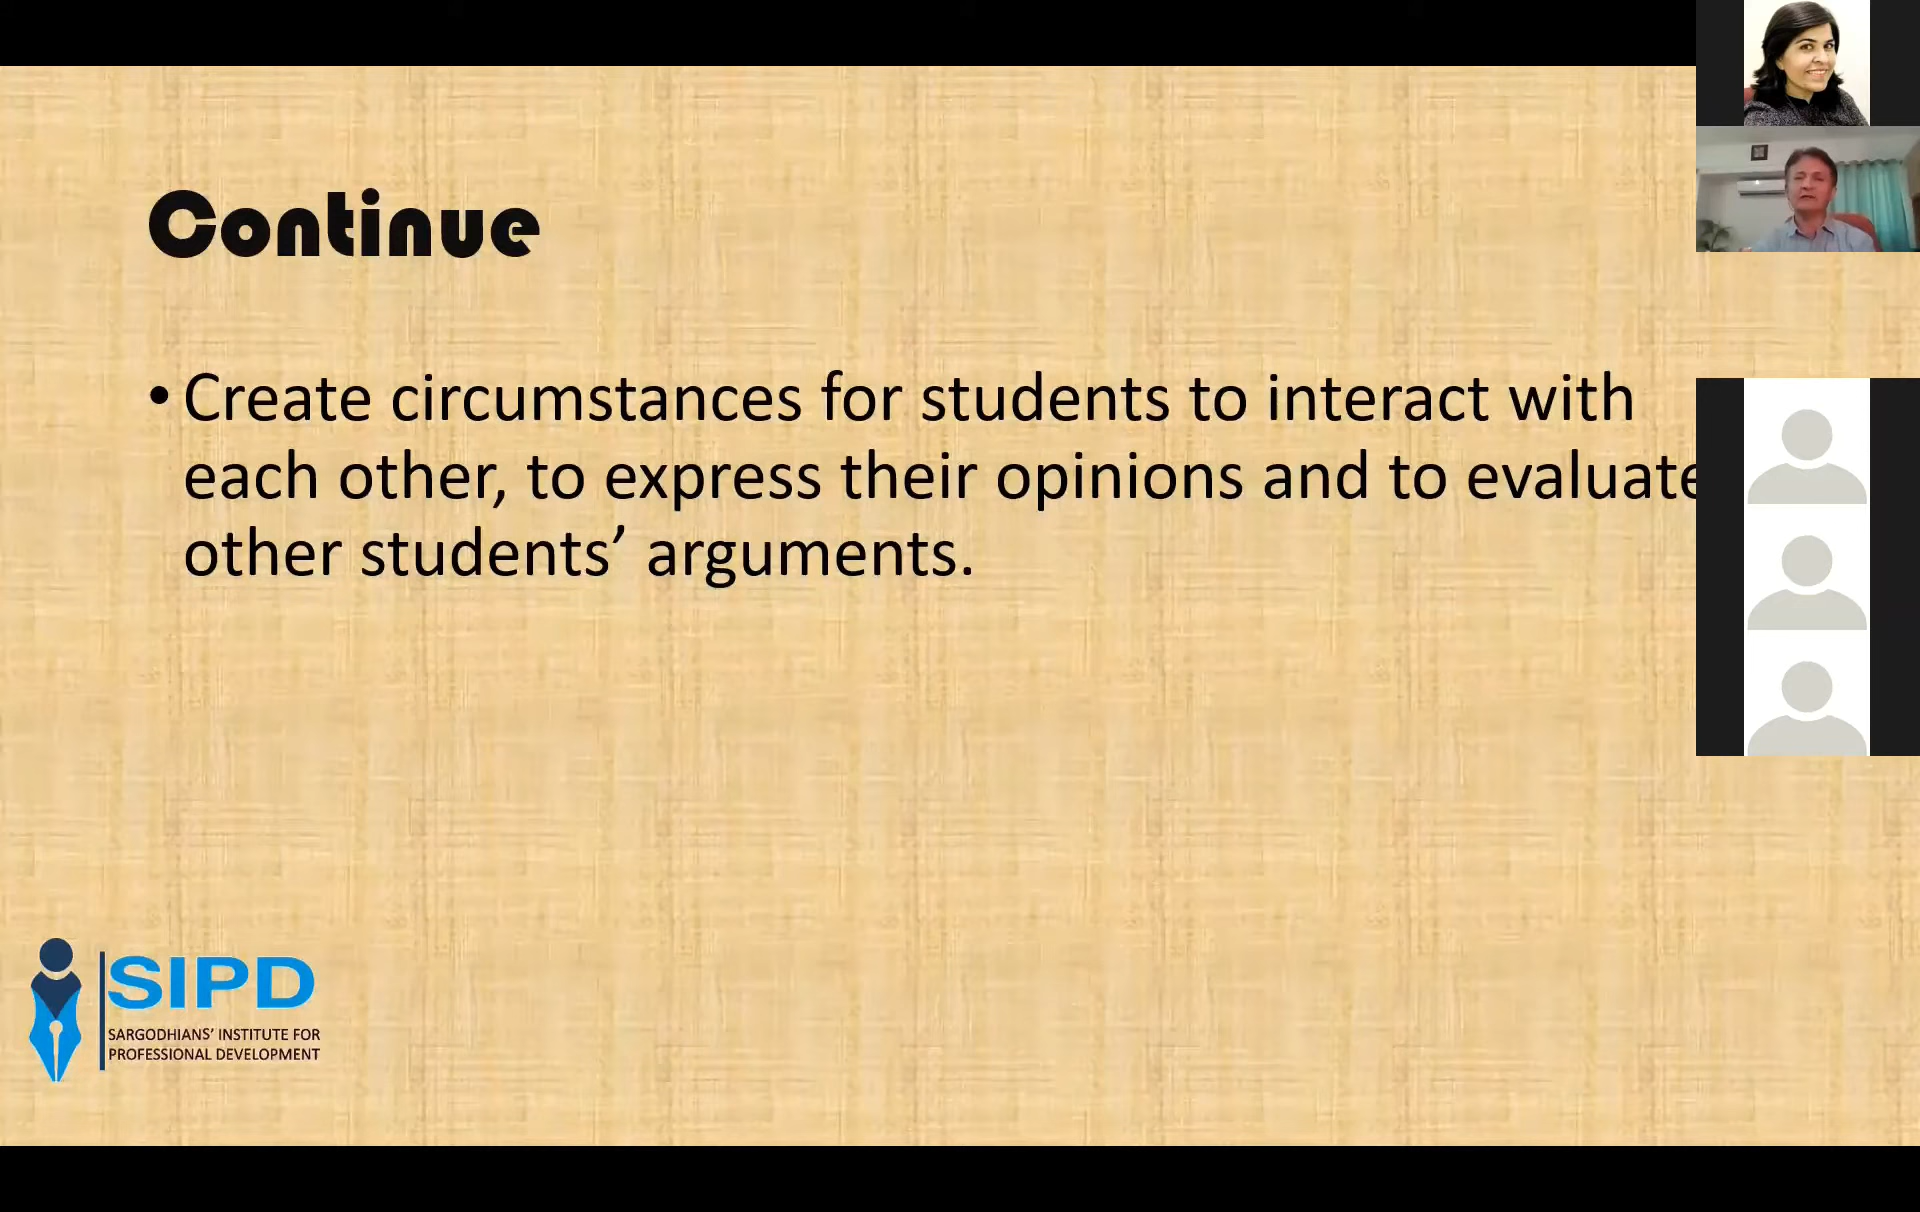 Continue
• Create circumstances for students to interact with
each other, to express their opinions and to evaluate
other students’ arguments.
SIPD
SARGODHIANS’ INSTITUTE FOR
PROFESSIONAL DEVELOPMENT